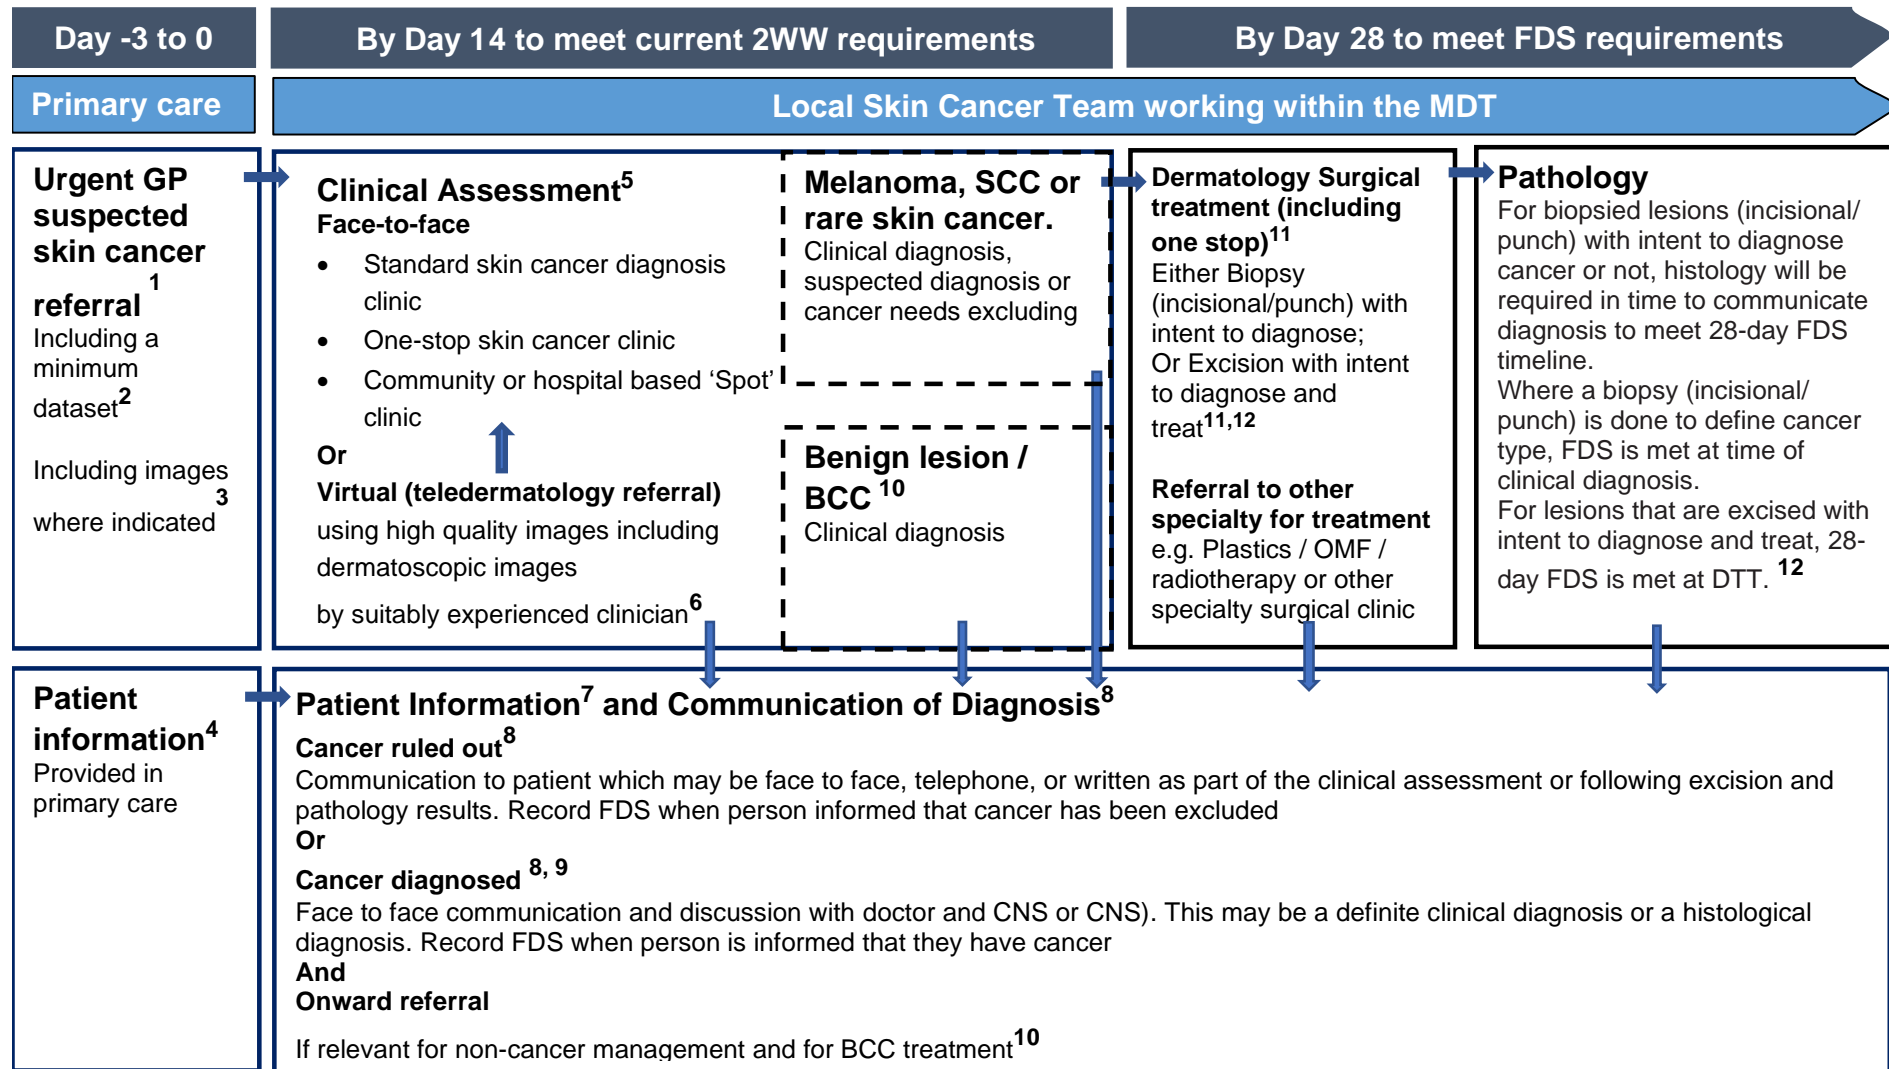 Day -3 to 0
By Day 14 to meet current 2WW requirements
By Day 28 to meet FDS requirements
Primary care
Local Skin Cancer Team working within the MDT
Urgent GP
suspected
skin cancer
referral 1
Including a
minimum
dataset2
Including images
where indicated 3
Clinical Assessment5
Face-to-face
• Standard skin cancer diagnosis
clinic
• One-stop skin cancer clinic
• Community or hospital based ‘Spot’
clinic
Or
Virtual (teledermatology referral)
using high quality images including
dermatoscopic images
by suitably experienced clinician6
Melanoma, SCC or
rare skin cancer.
Clinical diagnosis,
suspected diagnosis or
cancer needs excluding
Benign lesion /
BCC 10
Clinical diagnosis
Dermatology Surgical
treatment (including
one stop)11
Either Biopsy
(incisional/punch) with
intent to diagnose;
Or Excision with intent
to diagnose and
treat11,12
Referral to other
specialty for treatment
e.g. Plastics / OMF /
radiotherapy or other
specialty surgical clinic
Pathology
For biopsied lesions (incisional/
punch) with intent to diagnose
cancer or not, histology will be
required in time to communicate
diagnosis to meet 28-day FDS
timeline.
Where a biopsy (incisional/
punch) is done to define cancer
type, FDS is met at time of
clinical diagnosis.
For lesions that are excised with
intent to diagnose and treat, 28-
day FDS is met at DTT. 12
Patient
information4
Provided in
primary care
Patient Information7 and Communication of Diagnosis8
Cancer ruled out8
Communication to patient which may be face to face, telephone, or written as part of the clinical assessment or following excision and
pathology results. Record FDS when person informed that cancer has been excluded
Or
Cancer diagnosed 8, 9
Face to face communication and discussion with doctor and CNS or CNS). This may be a definite clinical diagnosis or a histological
diagnosis. Record FDS when person is informed that they have cancer
And
Onward referral
If relevant for non-cancer management and for BCC treatment10